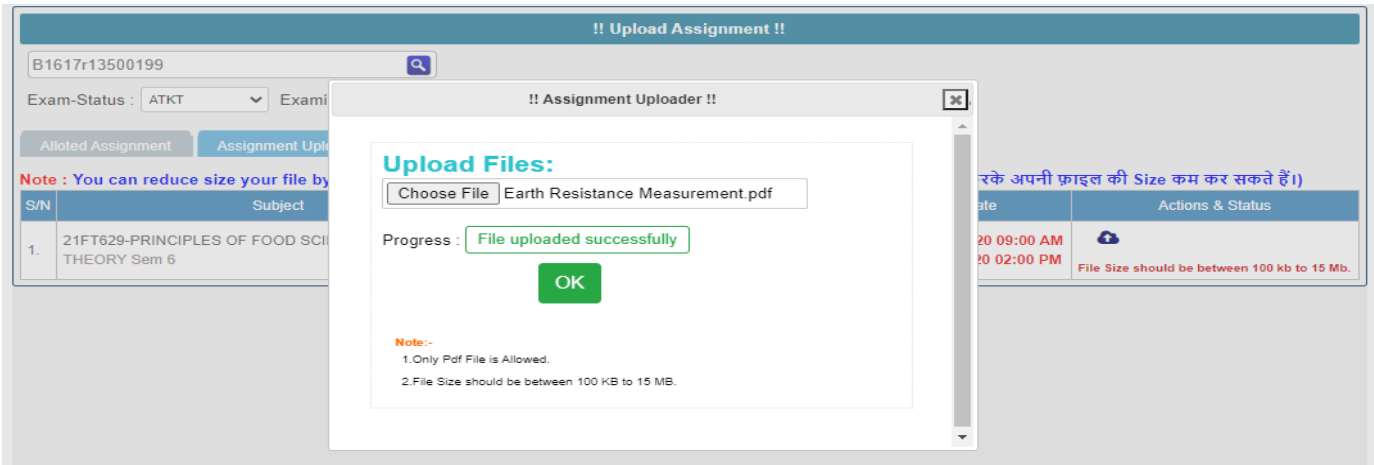 !! Upload Assignment !!
B1617r13500199
Exam-Status : ATKT Exami
!! Assignment Uploader !!
Alloted Assignment Assignment Uplo
Note : You can reduce size your file by
रके अपनी फ़ाइल की Size कम कर सकते हैं।)
S/N Subject ate Actions & Status
1. 21FT629-PRINCIPLES OF FOOD SCI
THEORY Sem 6
20 09:00 AM
20 02:00 PM
File Size should be between 100 kb to 15 Mb.
Upload Files:
Choose File Earth Resistance Measurement.pdf
Progress : File uploaded successfully
OK
Note:-
1.Only Pdf File is Allowed.
2.File Size should be between 100 KB to 15 MB.